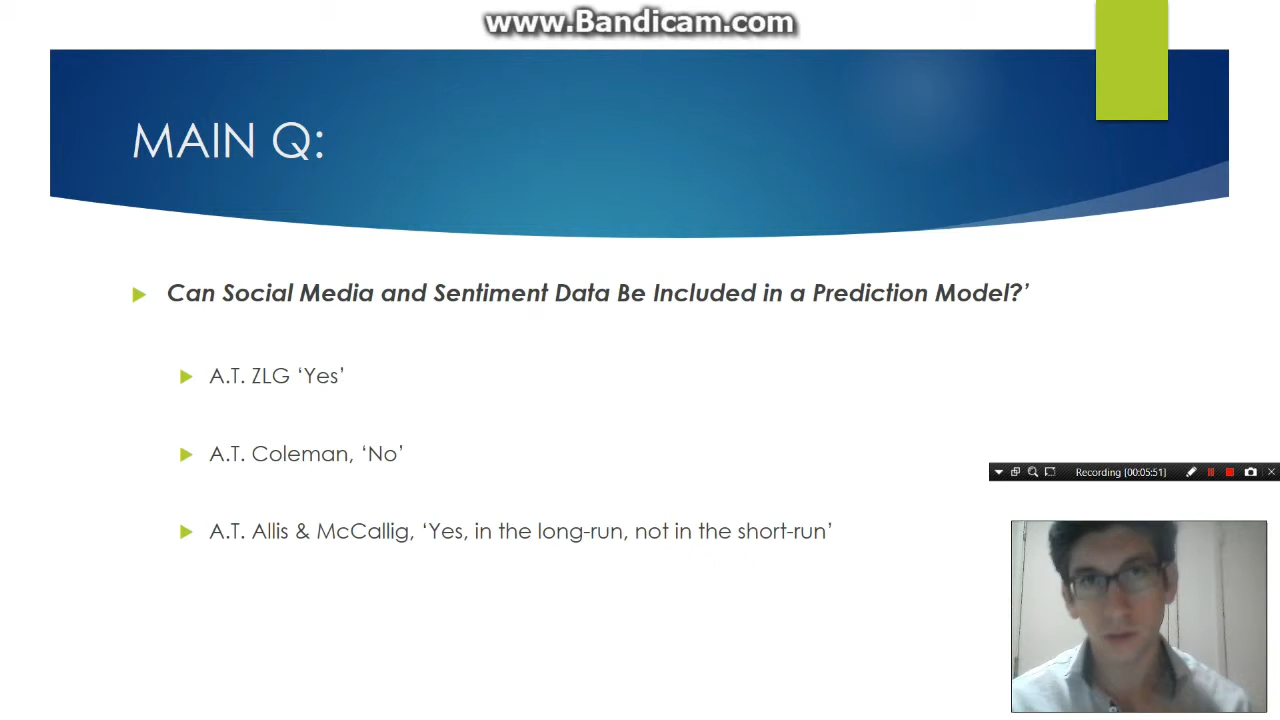 www.Bandicam.com
MAIN Q:
Can Social Media and Sentiment Data Be Included in a Prediction Model?’
A.T. ZLG ‘Yes’
A.T. Coleman, ‘No’
Recording [00:05:51]
A.T. Allis & McCallig, ‘Yes, in the long-run, not in the short-run’